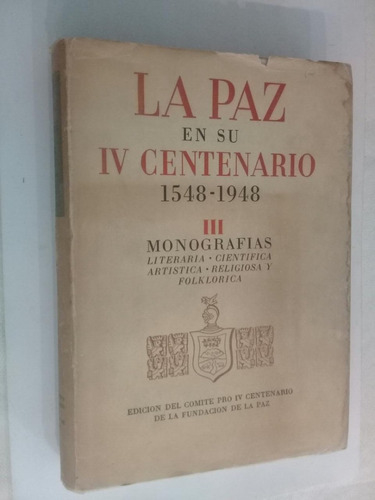 LA PAZ
EN SU
IV CENTENARIO
1548-1948
III
MONOGRAFIAS
LITERARIA · CIENTIFICA
ARTISTICA · RELIGIOSA Y
FOLKLORICA
EDICION DEL COMITE PRO IV CENTENARIO
DE LA FUNDACION DE LA PAZ